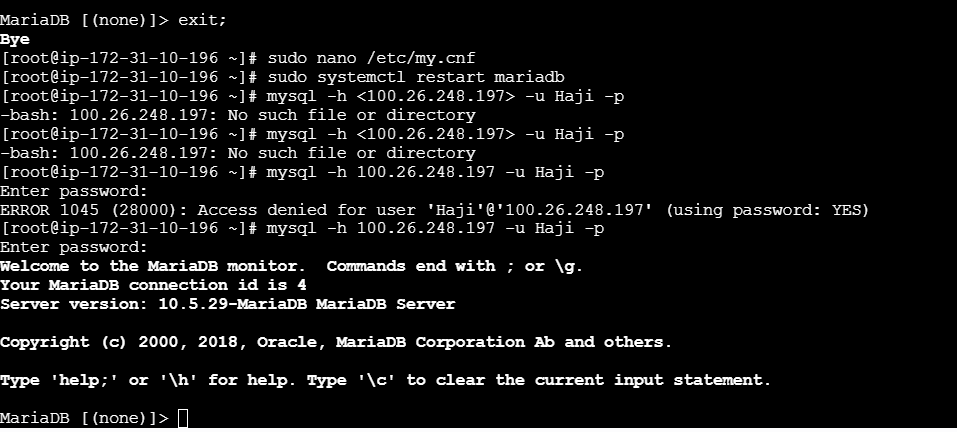 MariaDB [(none)]> exit;
Bye
[root@ip-172-31-10-196 ~]# sudo nano /etc/my.cnf
[root@ip-172-31-10-196 ~]# sudo systemctl restart mariadb
[root@ip-172-31-10-196 ~]# mysql -h <100.26.248.197> -u Haji -p
-bash: 100.26.248.197: No such file or directory
[root@ip-172-31-10-196 ~]# mysql -h <100.26.248.197> -u Haji -p
-bash: 100.26.248.197: No such file or directory
[root@ip-172-31-10-196 ~]# mysql -h 100.26.248.197 -u Haji -p
Enter password:
ERROR 1045 (28000): Access denied for user 'Haji'@'100.26.248.197' (using password: YES)
[root@ip-172-31-10-196 ~]# mysql -h 100.26.248.197 -u Haji -p
Enter password:
Welcome to the MariaDB monitor.  Commands end with ; or \g.
Your MariaDB connection id is 4
Server version: 10.5.29-MariaDB MariaDB Server
Copyright (c) 2000, 2018, Oracle, MariaDB Corporation Ab and others.
Type 'help;' or '\h' for help. Type '\c' to clear the current input statement.
MariaDB [(none)]>